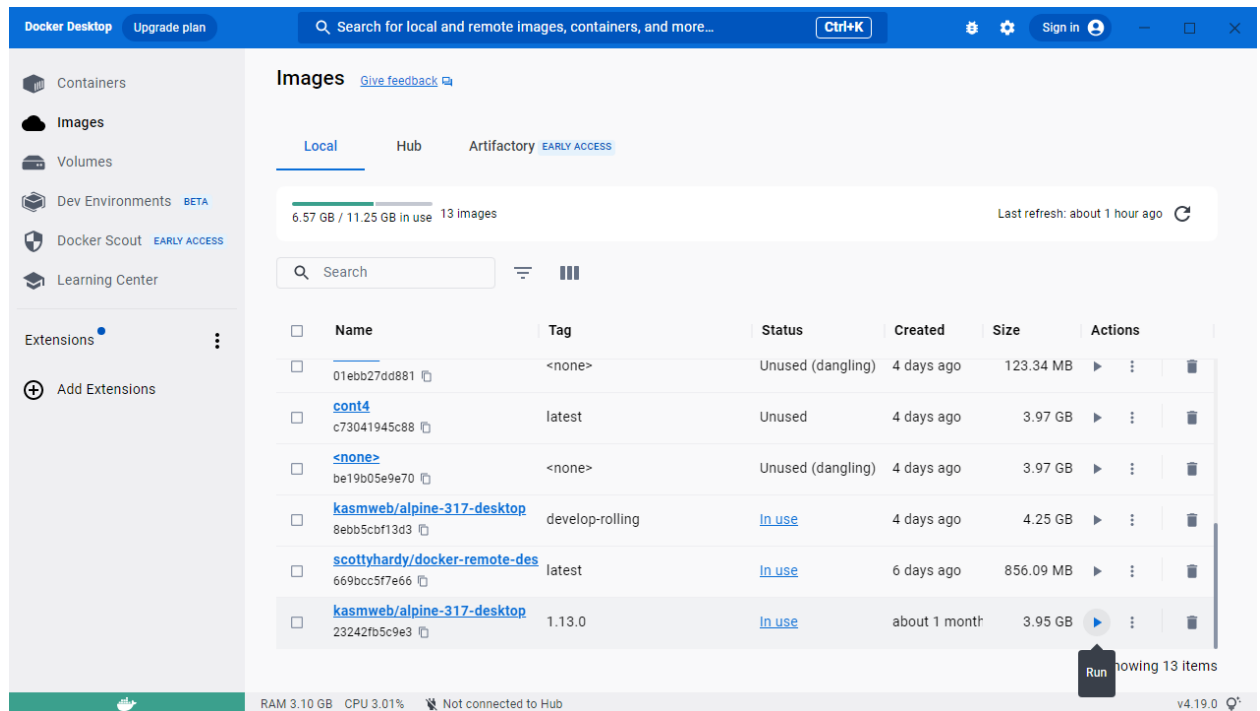 Docker Desktop Upgrade plan Search for local and remote images, containers, and more... Ctrl+K Sign in
Containers
Images
Volumes
Dev Environments BETA
Docker Scout EARLY ACCESS
Learning Center
Extensions
Add Extensions
Images Give feedback
Local Hub Artifactory EARLY ACCESS
6.57 GB / 11.25 GB in use 13 images Last refresh: about 1 hour ago
Search
Name Tag Status Created Size Actions
<none> Unused (dangling) 4 days ago 123.34 MB
01ebb27dd881
cont4
c73041945c88
latest Unused 4 days ago 3.97 GB
<none>
be19b05e9e70
<none> Unused (dangling) 4 days ago 3.97 GB
kasmweb/alpine-317-desktop
8ebb5cbf13d3
develop-rolling In use 4 days ago 4.25 GB
scottyhardy/docker-remote-des
669bcc5f7e66
latest In use 6 days ago 856.09 MB
kasmweb/alpine-317-desktop
23242fb5c9e3
1.13.0 In use about 1 month 3.95 GB
Run
howing 13 items
RAM 3.10 GB CPU 3.01% Not connected to Hub v4.19.0